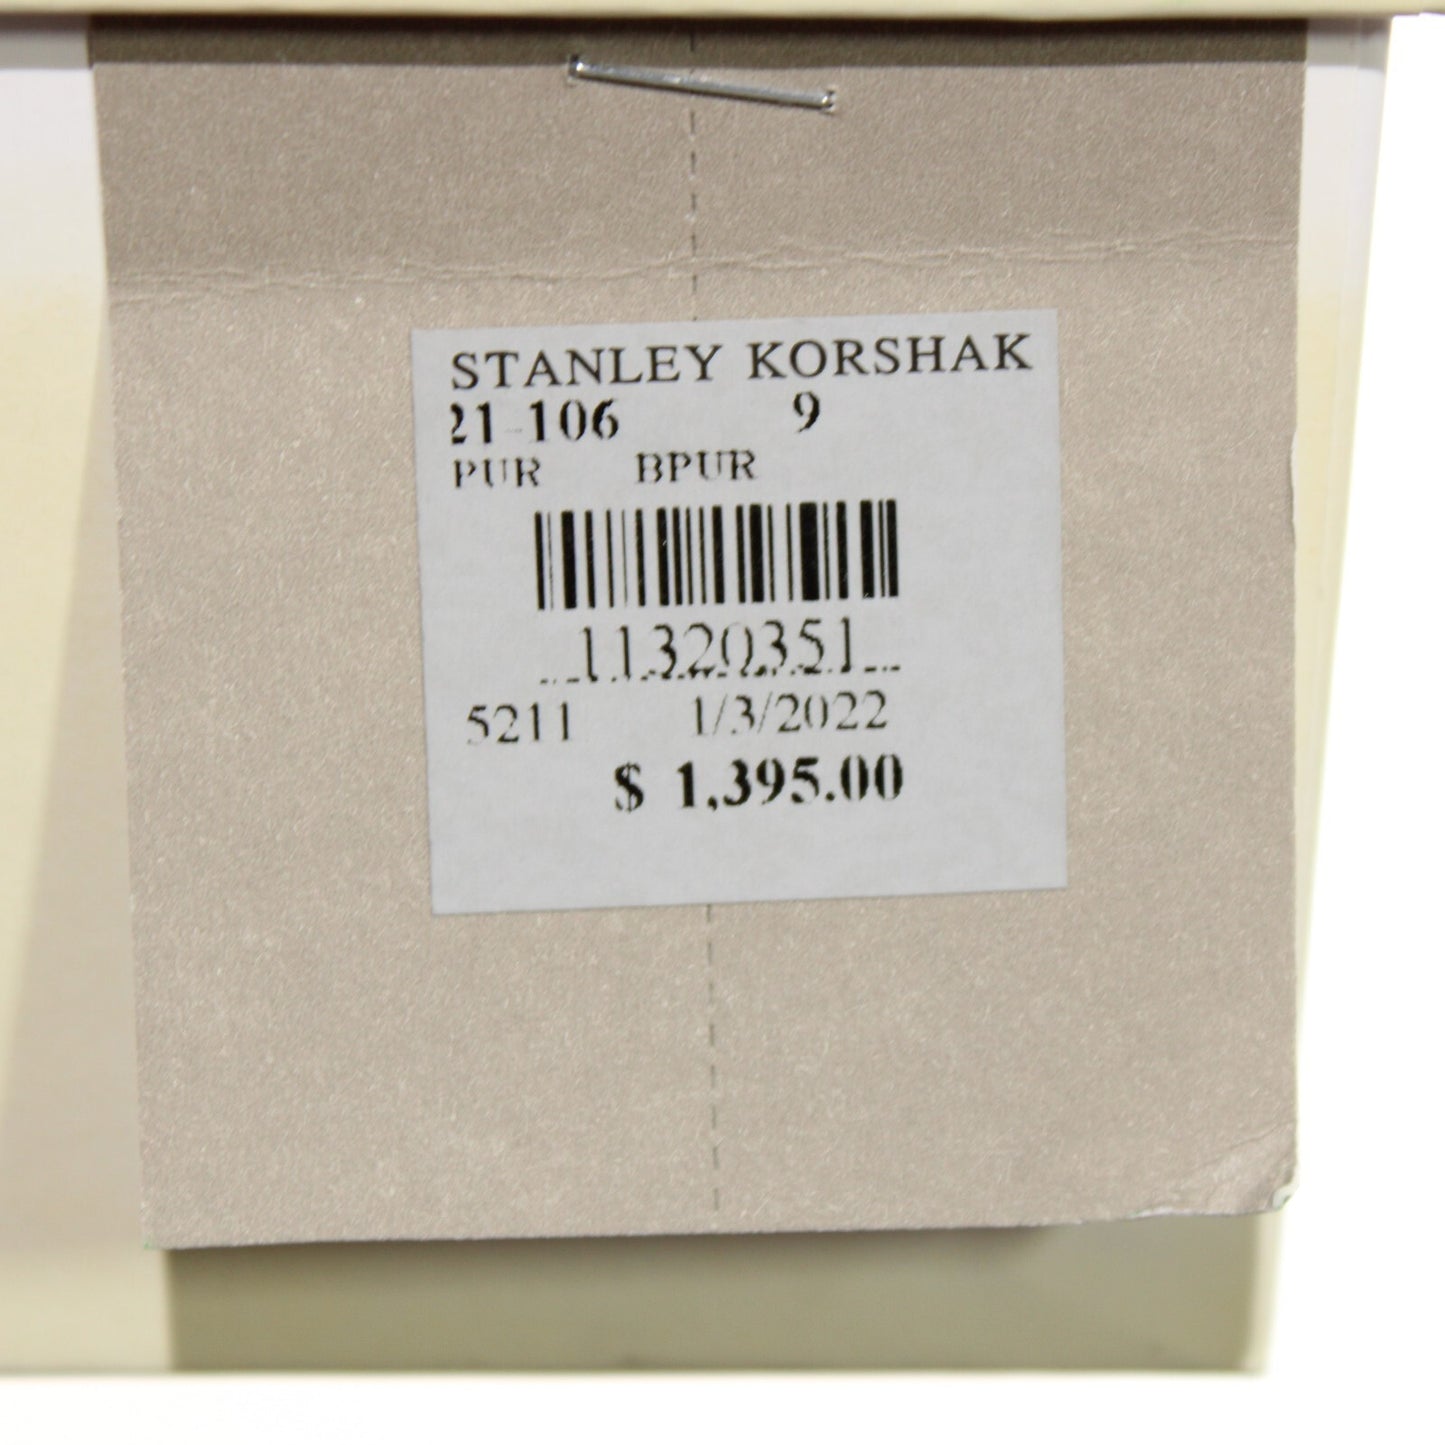 STANLEY KORSHAK
21-106 9
PUR BPUR
11320351
5211 1/3/2022
$ 1,395.00